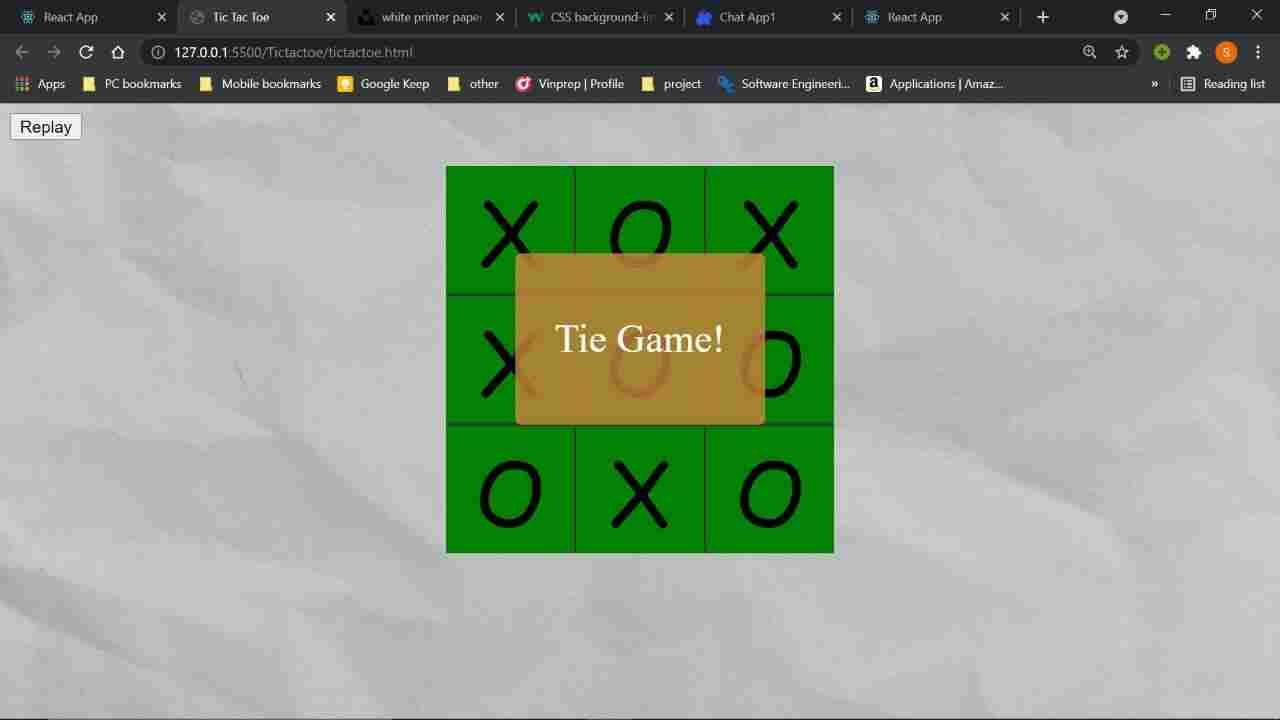 React App
Tic Tac Toe
white printer paper
CSS background-im
Chat App1
React App
127.0.0.1:5500/Tictactoe/tictactoe.html
S
Apps
PC bookmarks
Mobile bookmarks
Google Keep
other
Vinprep | Profile
project
Software Engineeri...
a
Applications | Amaz...
»
Reading list
Replay
X O X
Tie Game!
X O O
O X O